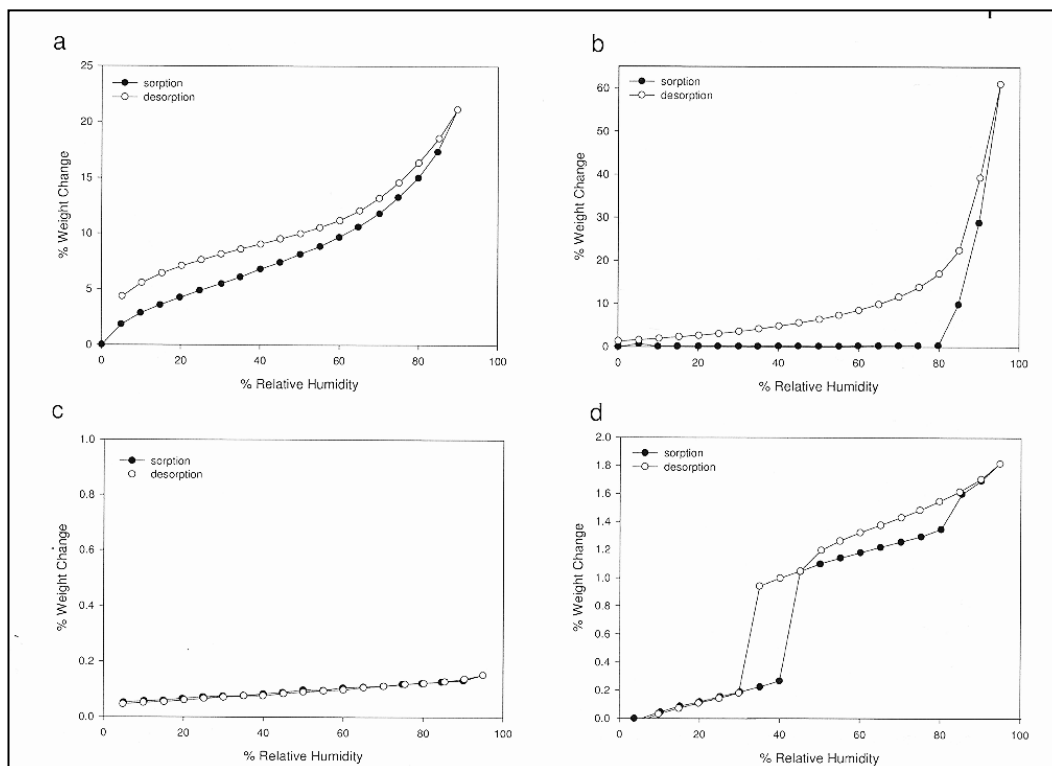 a
25
20
15
10
5
0
sorption
desorption
% Weight Change
0 20 40 60 80 100
% Relative Humidity
b
60
50
40
30
20
10
0
sorption
desorption
% Weight Change
0 20 40 60 80 100
% Relative Humidity
c
1.0
0.8
0.6
0.4
0.2
0.0
sorption
desorption
% Weight Change
0 20 40 60 80 100
% Relative Humidity
d
2.0
1.8
1.6
1.4
1.2
1.0
0.8
0.6
0.4
0.2
0.0
sorption
desorption
% Weight Change
0 20 40 60 80 100
% Relative Humidity